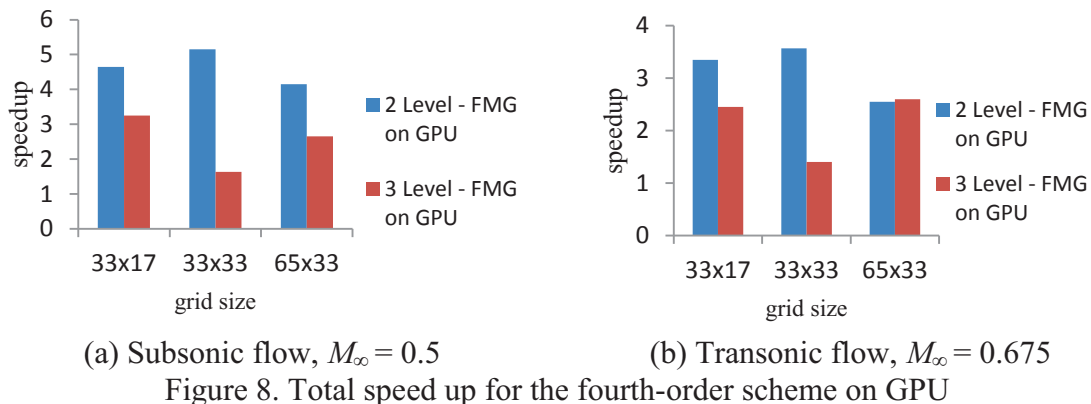 6
5
4
3
2
1
0
speedup
33x17 33x33 65x33
grid size
2 Level - FMG
on GPU
3 Level - FMG
on GPU
(a) Subsonic flow, M∞ = 0.5
4
3
2
1
0
speedup
33x17 33x33 65x33
grid size
2 Level - FMG
on GPU
3 Level - FMG
on GPU
(b) Transonic flow, M∞ = 0.675
Figure 8. Total speed up for the fourth-order scheme on GPU